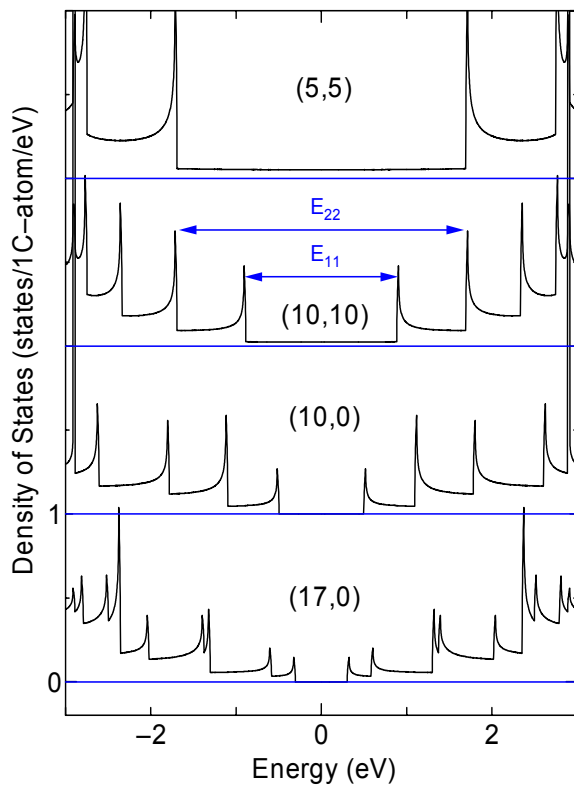 (5,5)
E22
E11
(10,10)
(10,0)
1
(17,0)
0
−2
0
2
Energy (eV)
Density of States (states/1C–atom/eV)